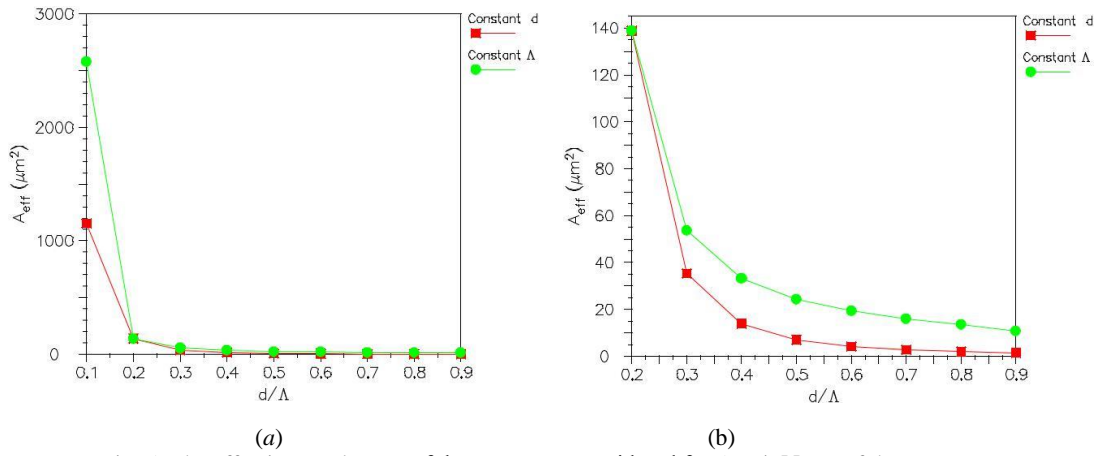 3000
2000
1000
0
A_eff (μm²)
0.1 0.2 0.3 0.4 0.5 0.6 0.7 0.8 0.9
d/Λ
Constant d
Constant Λ
(a)
140
120
100
80
60
40
20
0
A_eff (μm²)
0.2 0.3 0.4 0.5 0.6 0.7 0.8 0.9
d/Λ
Constant d
Constant Λ
(b)